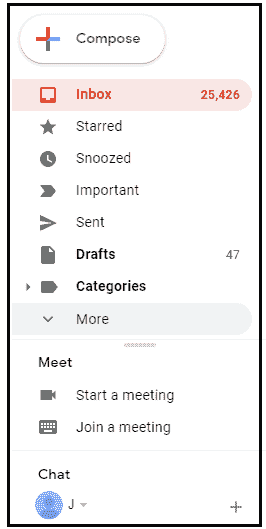 Compose
Inbox 25,426
Starred
Snoozed
Important
Sent
Drafts 47
Categories
More
Meet
Start a meeting
Join a meeting
Chat
J